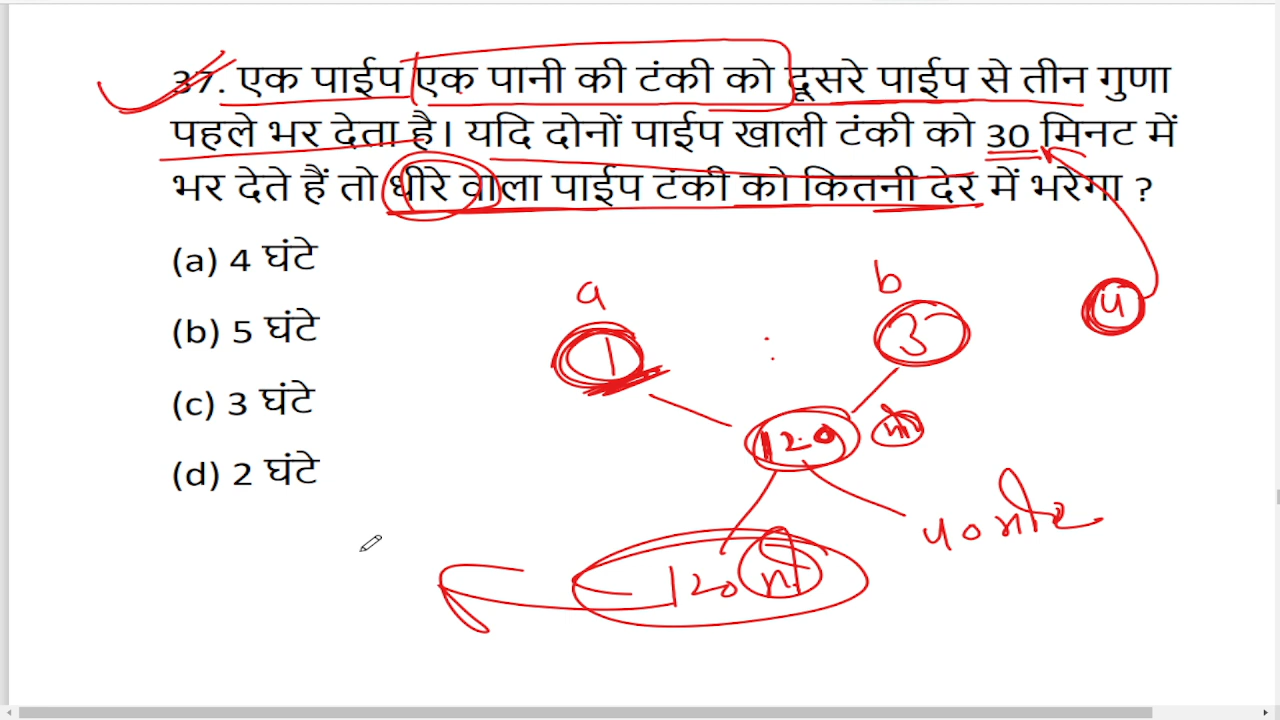 37. एक पाईप एक पानी की टंकी को दूसरे पाईप से तीन गुणा
पहले भर देता है। यदि दोनों पाईप खाली टंकी को 30 मिनट में
भर देते हैं तो धीरे वाला पाईप टंकी को कितनी देर में भरेगा ?
(a) 4 घंटे
(b) 5 घंटे
(c) 3 घंटे
(d) 2 घंटे
a
b
4
1 : 3
120
120
40